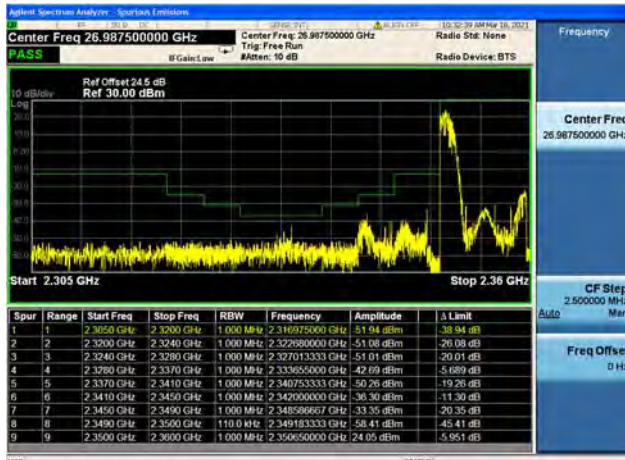 Agilent Spectrum Analyzer - Spurious Emissions
RF 50 Ω DC SENSE:INT ALIGN OFF 10:32:39 AM Mar 18, 2021
Center Freq 26.987500000 GHz
Center Freq: 26.987500000 GHz
Radio Std: None
Frequency
Trig: Free Run
PASS
IFGain:Low
#Atten: 10 dB
Radio Device: BTS
Ref Offset 24.5 dB
10 dB/div
Ref 30.00 dBm
Log
Center Freq
26.987500000 GHz
Start 2.305 GHz
Stop 2.36 GHz
CF Step
2.500000 MHz
Auto Man
Spur Range Start Freq Stop Freq RBW Frequency Amplitude Δ Limit
1 1 2.3050 GHz 2.3200 GHz 1.000 MHz 2.316975000 GHz -51.94 dBm -38.94 dB
2 2 2.3200 GHz 2.3240 GHz 1.000 MHz 2.322680000 GHz -51.08 dBm -26.08 dB
3 3 2.3240 GHz 2.3280 GHz 1.000 MHz 2.327013333 GHz -51.01 dBm -20.01 dB
4 4 2.3280 GHz 2.3370 GHz 1.000 MHz 2.333655000 GHz -42.69 dBm -5.689 dB
5 5 2.3370 GHz 2.3410 GHz 1.000 MHz 2.340753333 GHz -50.26 dBm -19.26 dB
6 6 2.3410 GHz 2.3450 GHz 1.000 MHz 2.342000000 GHz -36.30 dBm -11.30 dB
7 7 2.3450 GHz 2.3490 GHz 1.000 MHz 2.348586667 GHz -33.35 dBm -20.35 dB
8 8 2.3490 GHz 2.3500 GHz 110.0 kHz 2.349183333 GHz -58.41 dBm -45.41 dB
9 9 2.3500 GHz 2.3600 GHz 1.000 MHz 2.350650000 GHz 24.05 dBm -5.951 dB
Freq Offset
0 Hz